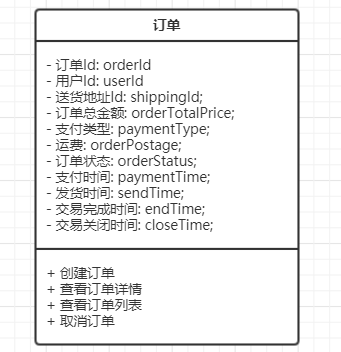 订单
- 订单Id: orderId
- 用户Id: userId
- 送货地址Id: shippingId;
- 订单总金额: orderTotalPrice;
- 支付类型: paymentType;
- 运费: orderPostage;
- 订单状态: orderStatus;
- 支付时间: paymentTime;
- 发货时间: sendTime;
- 交易完成时间: endTime;
- 交易关闭时间: closeTime;
+ 创建订单
+ 查看订单详情
+ 查看订单列表
+ 取消订单